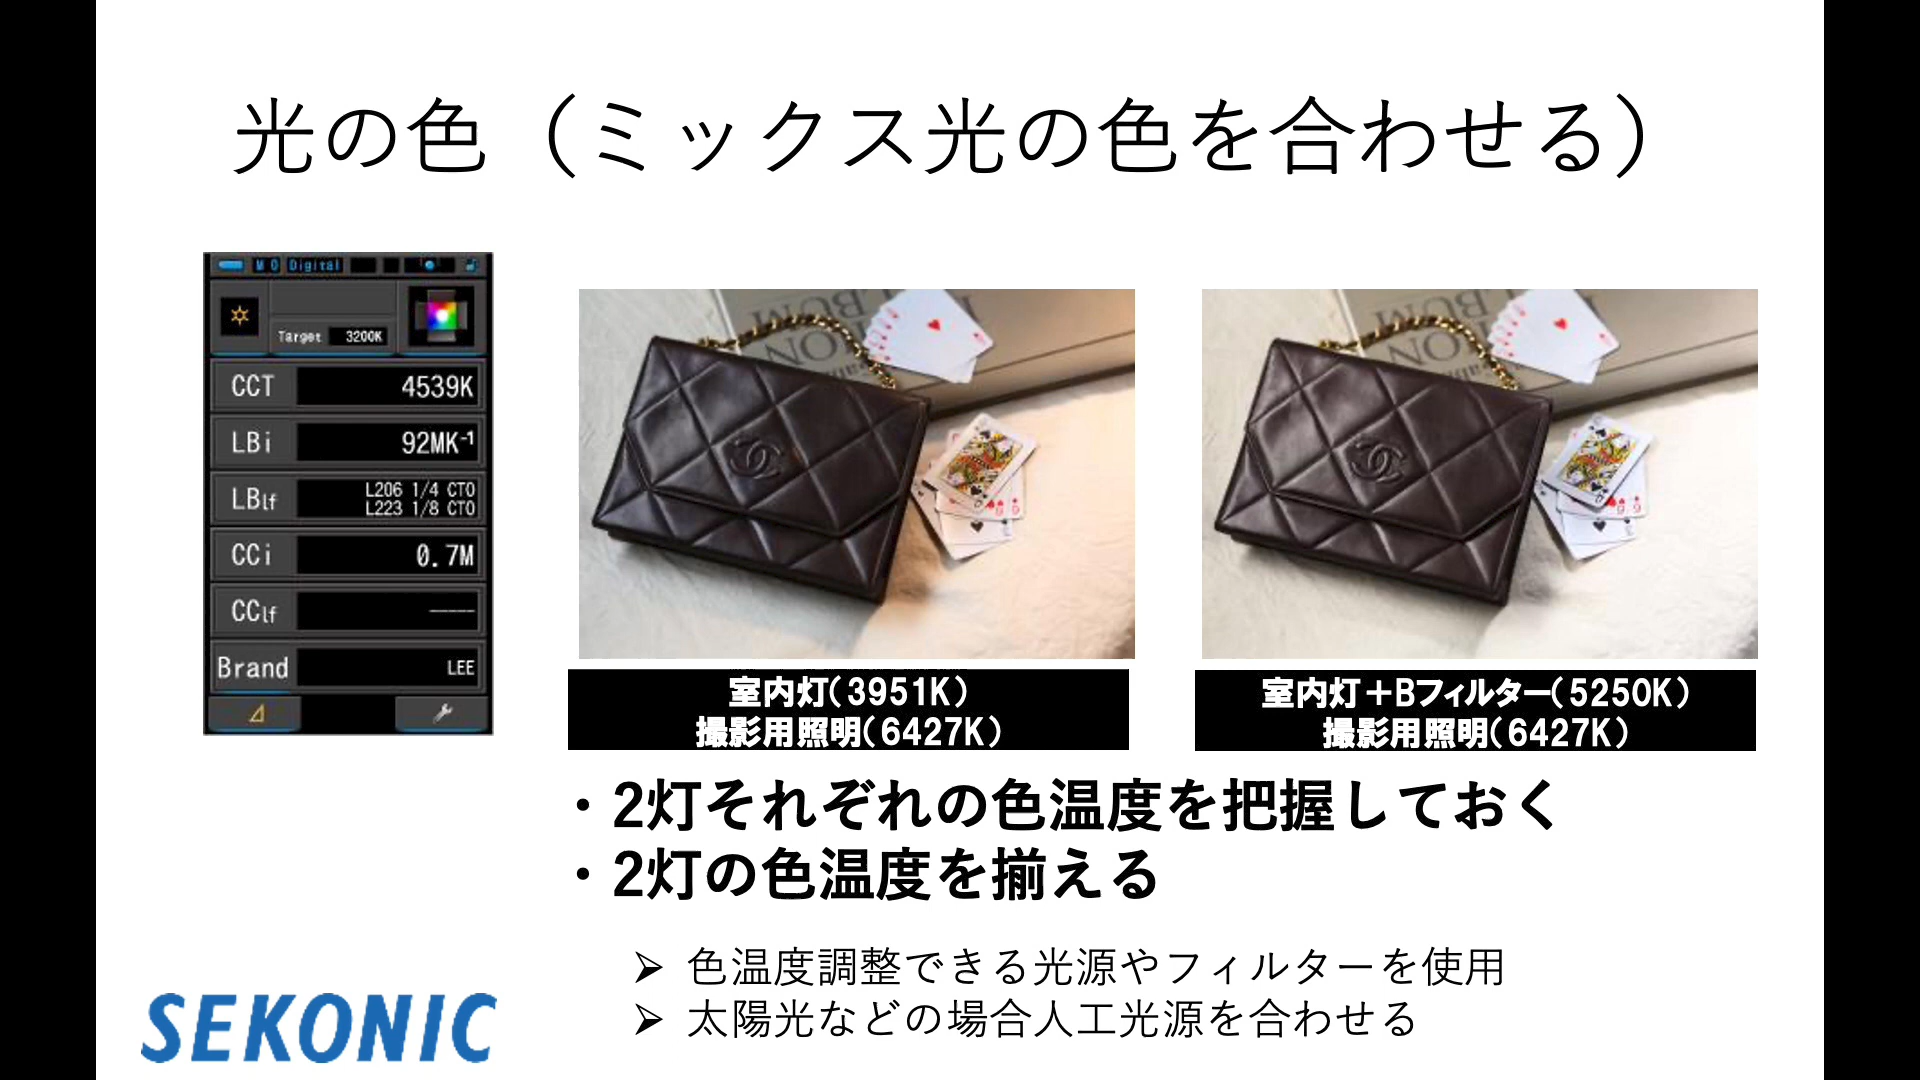 光の色（ミックス光の色を合わせる）
M 0 Digital
Target 3200K
CCT 4539K
LBi 92MK⁻¹
LBlf L206 1/4 CTO
L223 1/8 CTO
CCi 0.7M
CClf -----
Brand LEE
室内灯（3951K）
撮影用照明（6427K）
室内灯＋Bフィルター（5250K）
撮影用照明（6427K）
・2灯それぞれの色温度を把握しておく
・2灯の色温度を揃える
➢ 色温度調整できる光源やフィルターを使用
➢ 太陽光などの場合人工光源を合わせる
SEKONIC